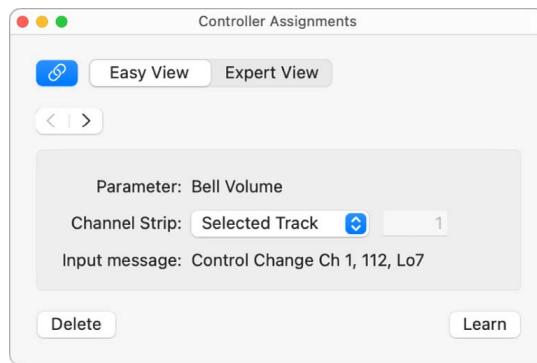 Controller Assignments
Easy View Expert View
Parameter: Bell Volume
Channel Strip: Selected Track 1
Input message: Control Change Ch 1, 112, Lo7
Delete Learn